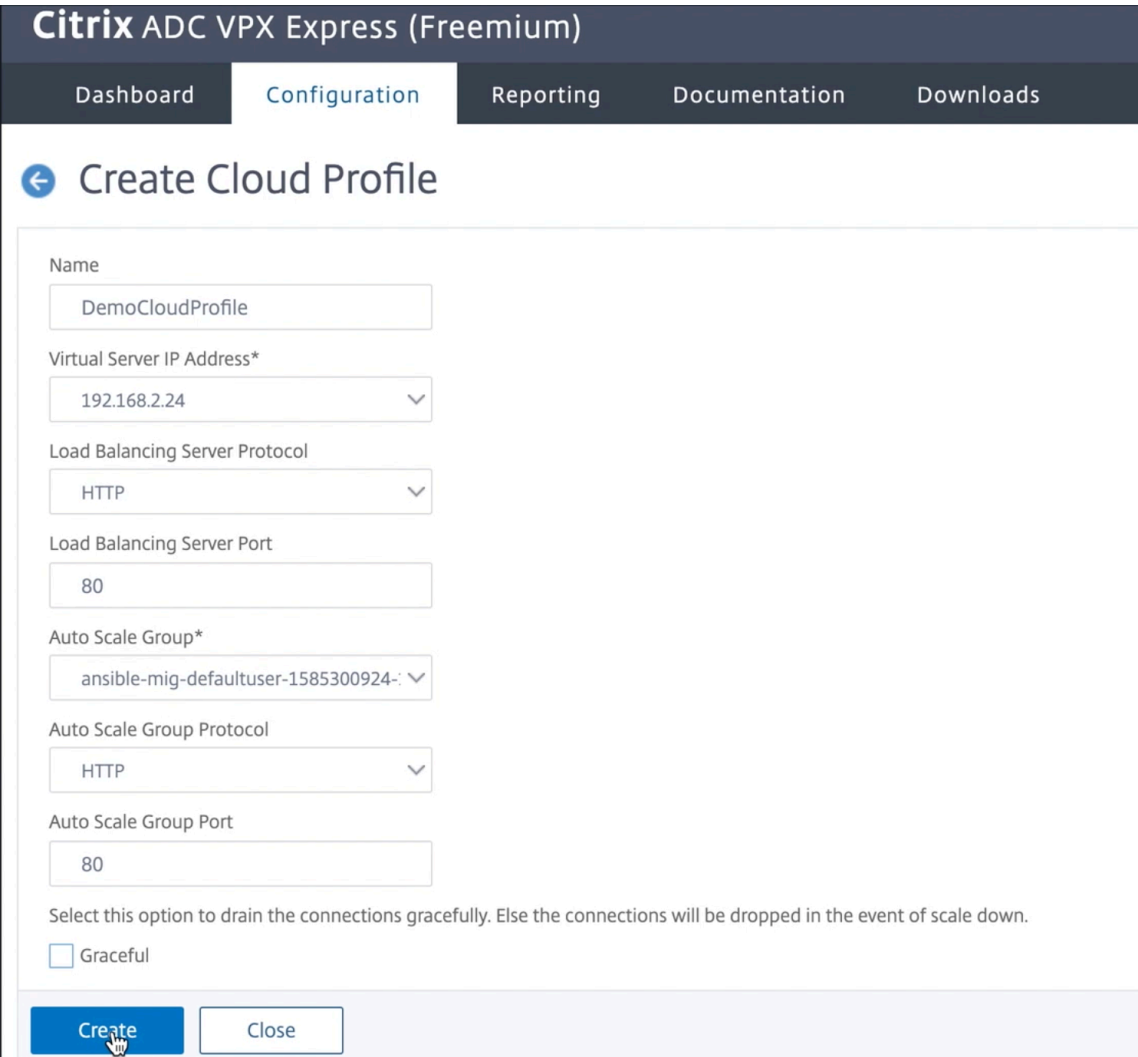 Citrix ADC VPX Express (Freemium)
Dashboard Configuration Reporting Documentation Downloads
Create Cloud Profile
Name
DemoCloudProfile
Virtual Server IP Address*
192.168.2.24
Load Balancing Server Protocol
HTTP
Load Balancing Server Port
80
Auto Scale Group*
ansible-mig-defaultuser-1585300924-
Auto Scale Group Protocol
HTTP
Auto Scale Group Port
80
Select this option to drain the connections gracefully. Else the connections will be dropped in the event of scale down.
Graceful
Create Close